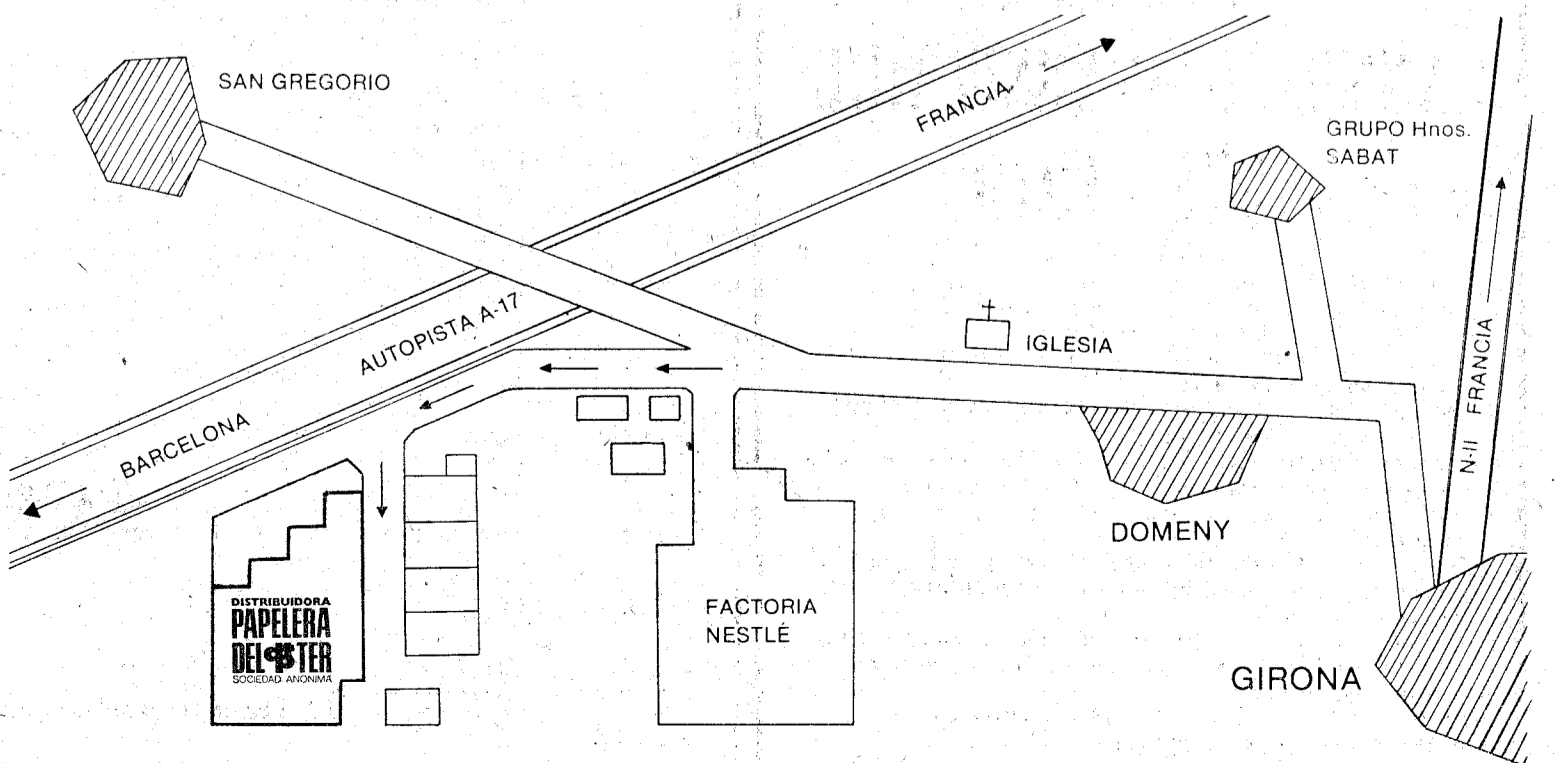 SAN GREGORIO
FRANCIA
GRUPO Hnos.
SABAT
AUTOPISTA A-17
IGLESIA
N-II FRANCIA
BARCELONA
DOMENY
DISTRIBUIDORA
PAPELERA
DEL TER
SOCIEDAD ANONIMA
FACTORIA
NESTLÉ
GIRONA